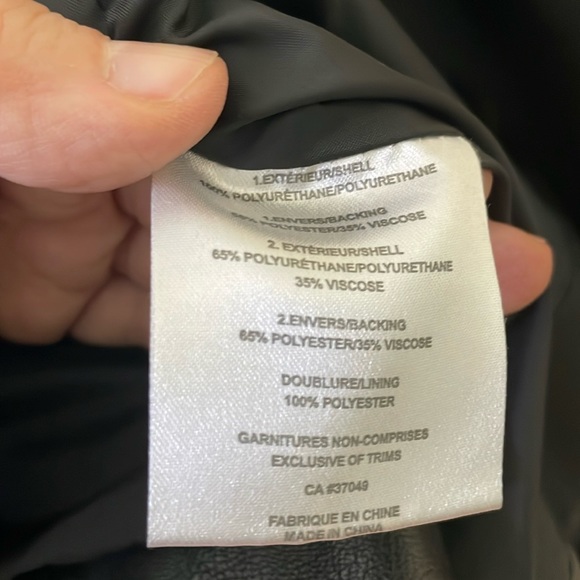 1.EXTÉRIEUR/SHELL
100% POLYURÉTHANE/POLYURETHANE
1.ENVERS/BACKING
65% POLYESTER/35% VISCOSE
2. EXTÉRIEUR/SHELL
65% POLYURÉTHANE/POLYURETHANE
35% VISCOSE
2.ENVERS/BACKING
65% POLYESTER/35% VISCOSE
DOUBLURE/LINING
100% POLYESTER
GARNITURES NON-COMPRISES
EXCLUSIVE OF TRIMS
CA #37049
FABRIQUE EN CHINE
MADE IN CHINA